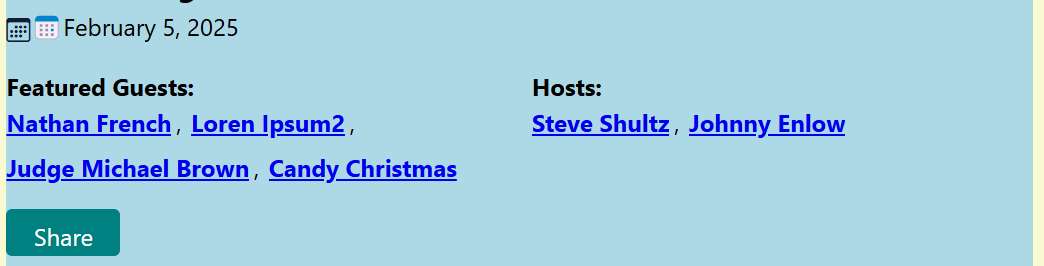 February 5, 2025
Featured Guests:
Nathan French , Loren Ipsum2 ,
Judge Michael Brown , Candy Christmas
Hosts:
Steve Shultz , Johnny Enlow
Share